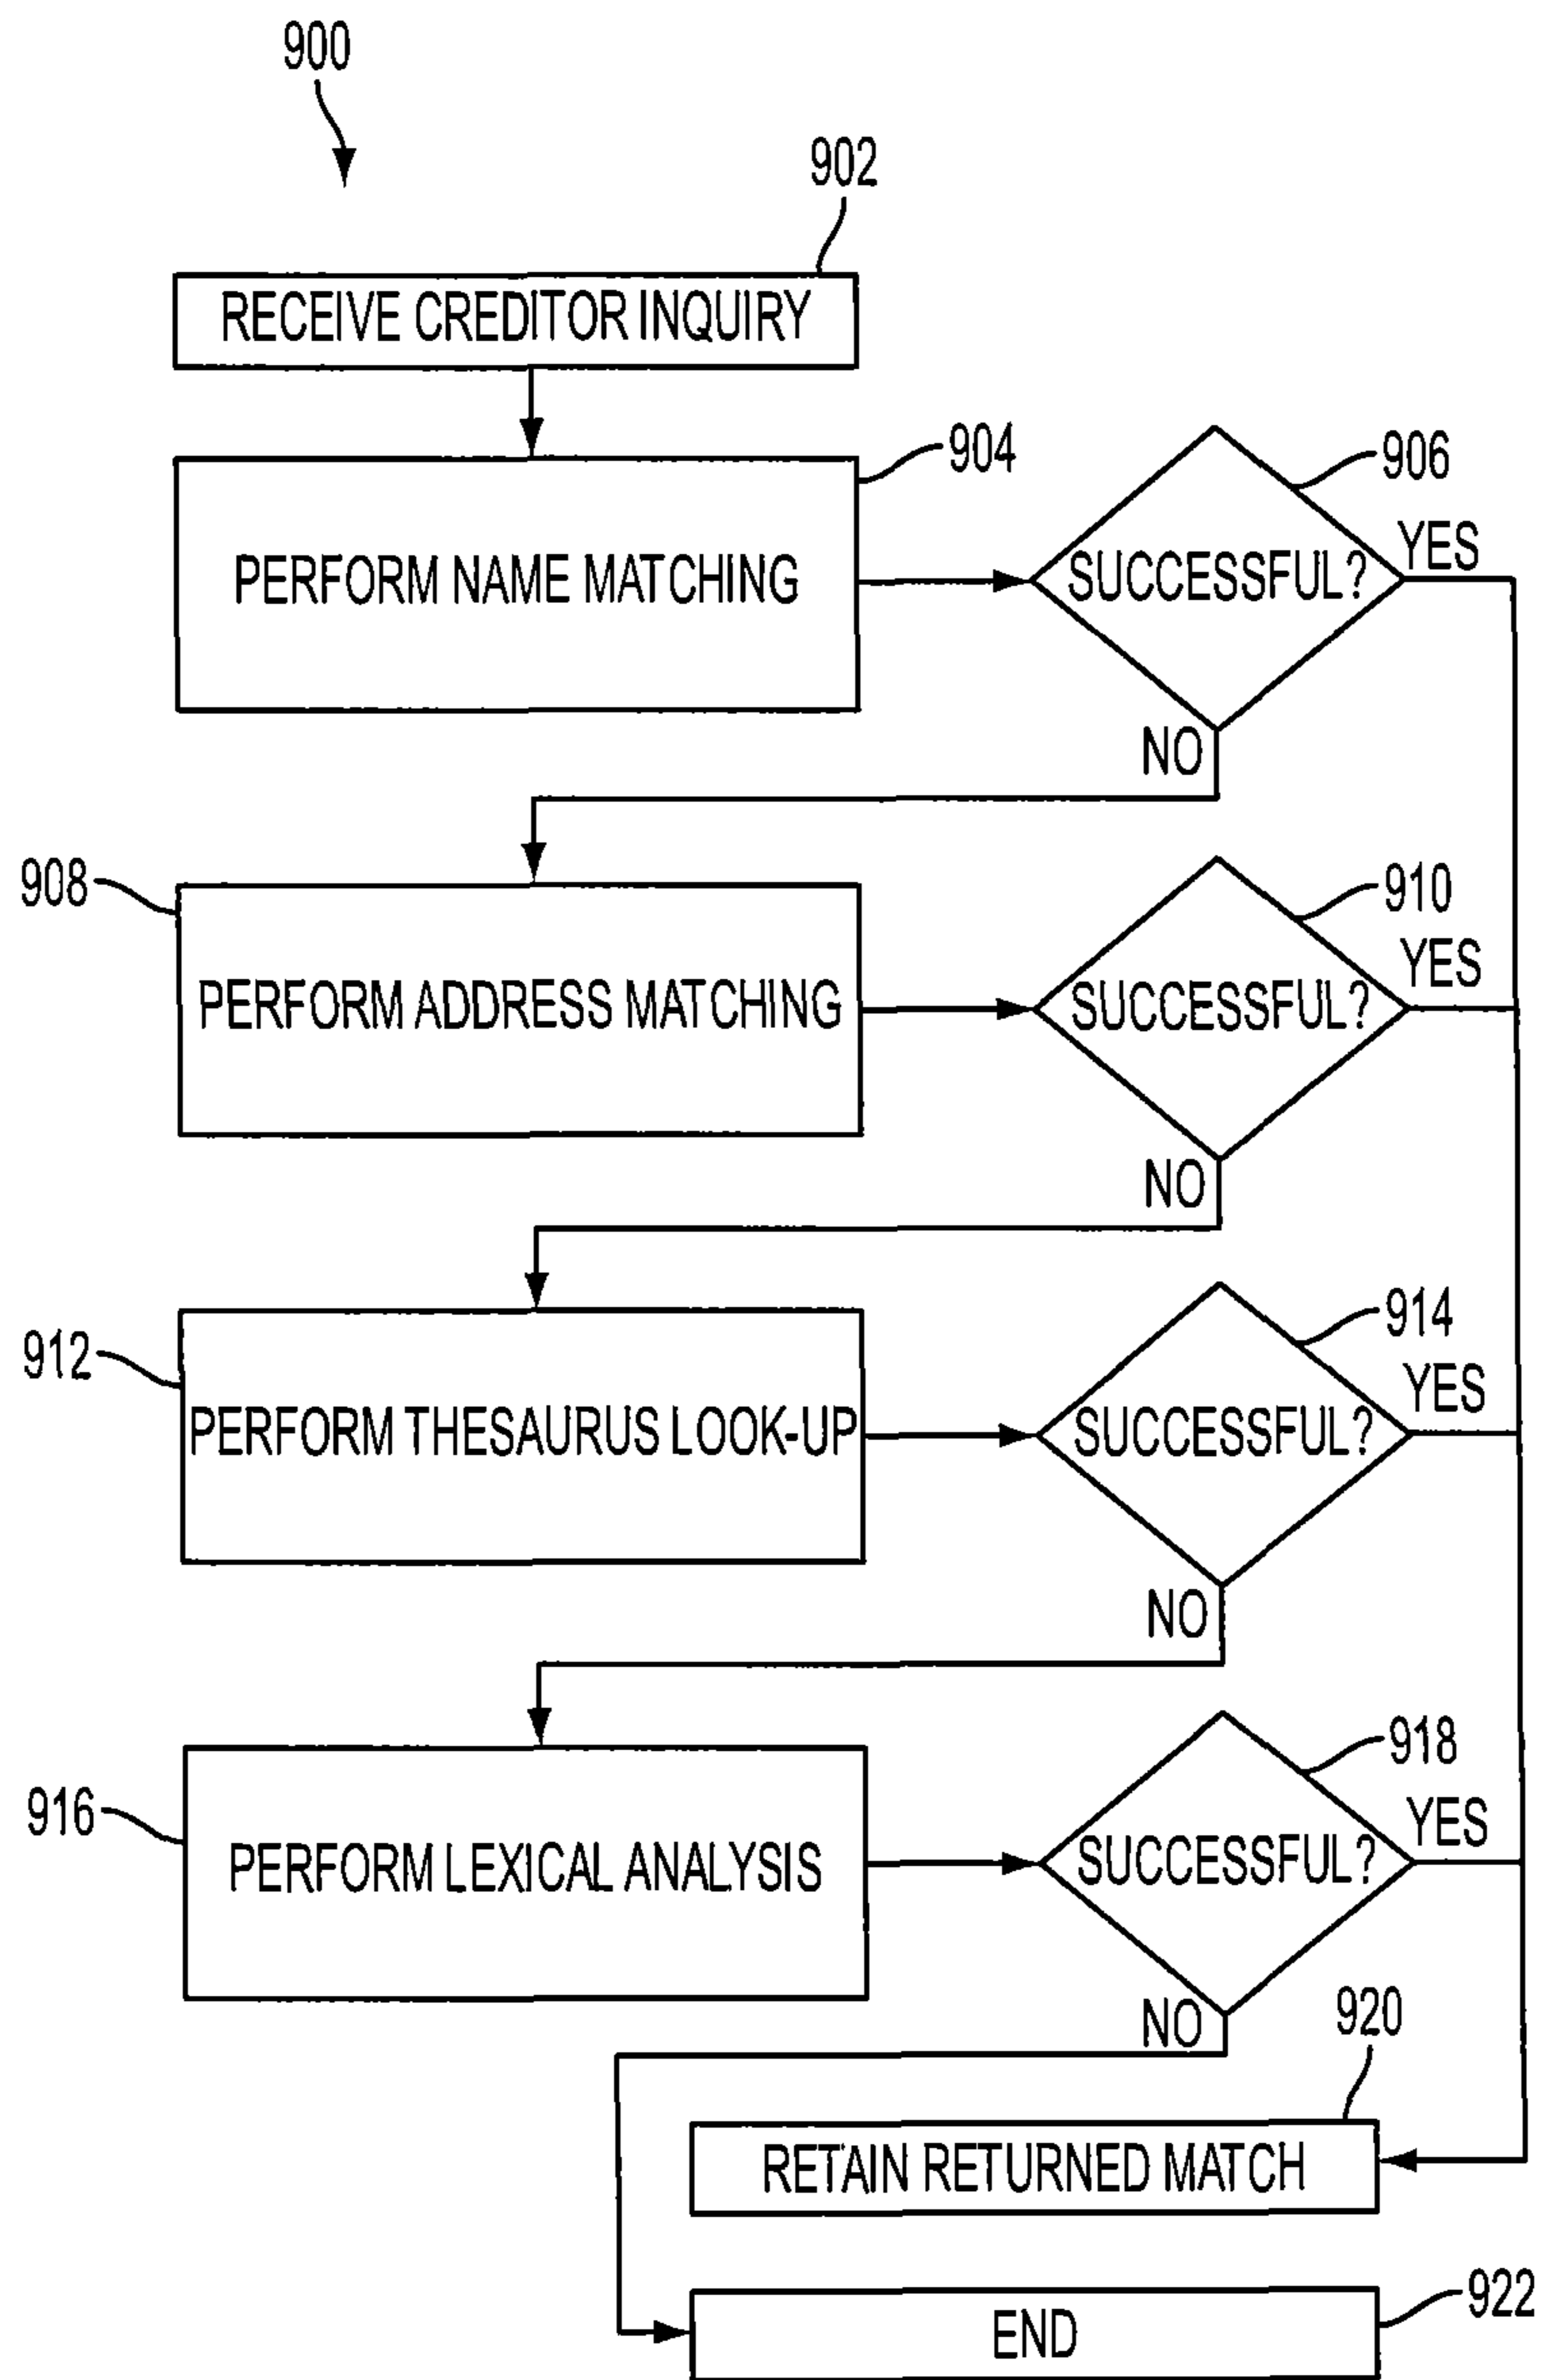 900
902
RECEIVE CREDITOR INQUIRY
904
906
PERFORM NAME MATCHING
SUCCESSFUL?
YES
NO
908
910
PERFORM ADDRESS MATCHING
SUCCESSFUL?
YES
NO
912
914
PERFORM THESAURUS LOOK-UP
SUCCESSFUL?
YES
NO
916
918
PERFORM LEXICAL ANALYSIS
SUCCESSFUL?
YES
NO
920
RETAIN RETURNED MATCH
922
END